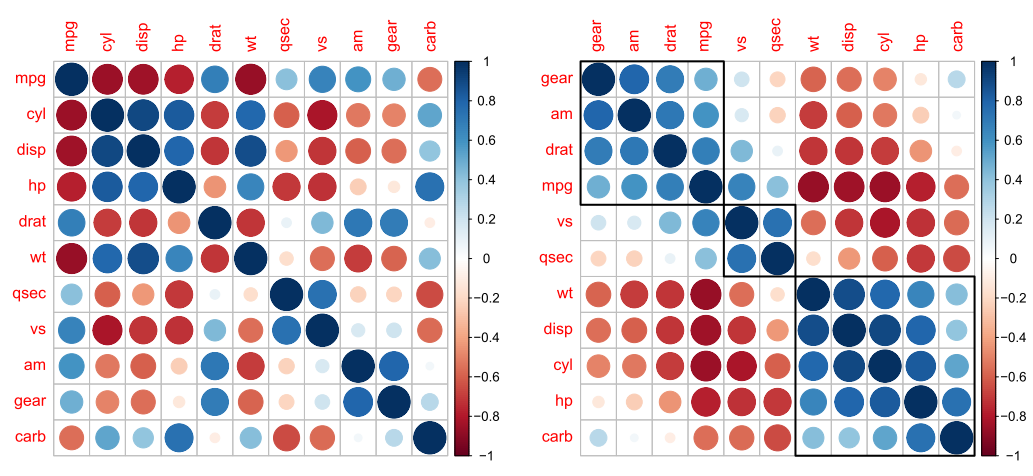 mpg cyl disp hp drat wt qsec vs am gear carb
mpg
cyl
disp
hp
drat
wt
qsec
vs
am
gear
carb
1
0.8
0.6
0.4
0.2
0
−0.2
−0.4
−0.6
−0.8
−1
gear am drat mpg vs qsec wt disp cyl hp carb
gear
am
drat
mpg
vs
qsec
wt
disp
cyl
hp
carb
1
0.8
0.6
0.4
0.2
0
−0.2
−0.4
−0.6
−0.8
−1